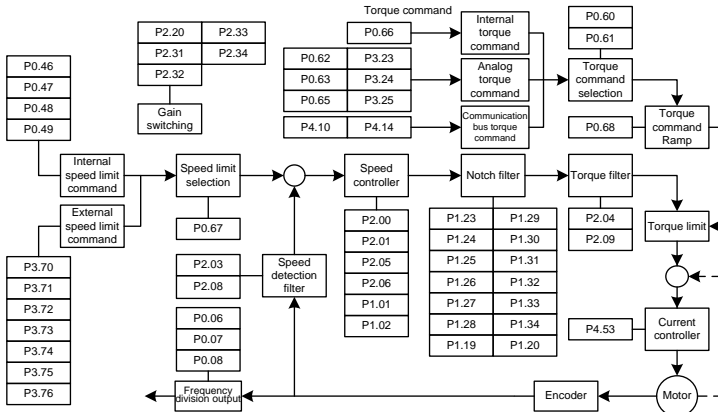 Torque command
P0.66
Internal
torque
command
P0.60
P0.61
P2.20 P2.33
P2.31 P2.34
P2.32
Gain
switching
P0.46
P0.47
P0.48
P0.49
P0.62 P3.23
P0.63 P3.24
P0.65 P3.25
Analog
torque
command
Torque
command
selection
P4.10 P4.14
Communication
bus torque
command
P0.68
Torque
command
Ramp
Internal
speed limit
command
Speed limit
selection
Speed
controller
Notch filter
Torque filter
External
speed limit
command
P0.67
P2.00
P2.01
P2.05
P2.06
P1.01
P1.02
P1.23 P1.29
P1.24 P1.30
P1.25 P1.31
P1.26 P1.32
P1.27 P1.33
P1.28 P1.34
P1.19 P1.20
P2.04
P2.09
Torque limit
P3.70
P3.71
P3.72
P3.73
P3.74
P3.75
P3.76
P2.03
P2.08
Speed
detection
filter
P0.06
P0.07
P0.08
P4.53
Current
controller
Frequency
division output
Encoder
Motor